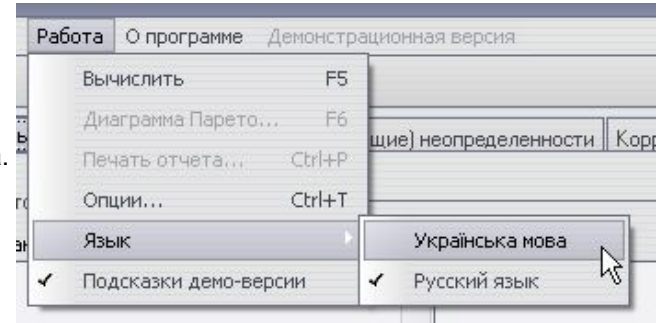 Работа О программе Демонстрационная версия
Вычислить F5
Диаграмма Парето... F6
щие) неопределенности Корр
Печать отчета... Ctrl+P
Опции... Ctrl+T
Язык Українська мова
✔ Подсказки демо-версии ✔ Русский язык